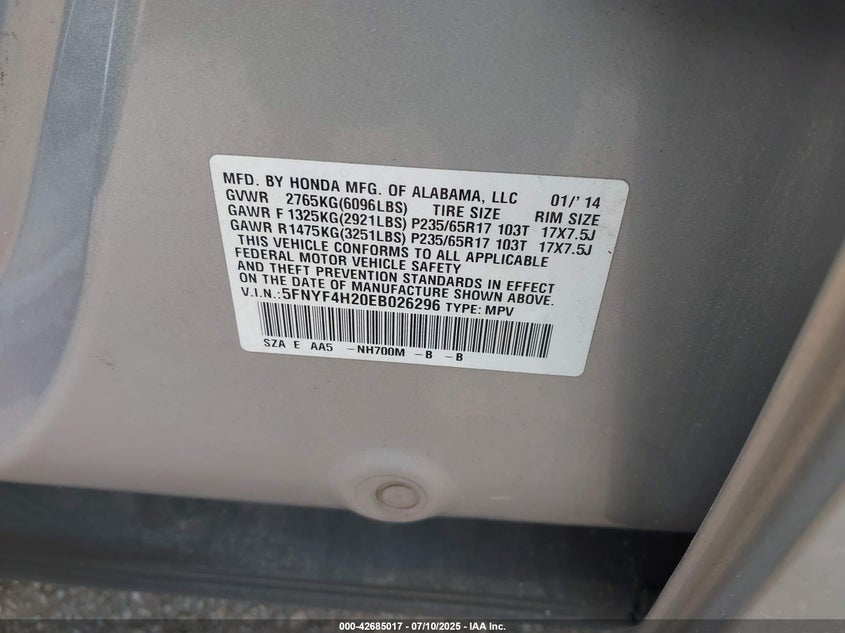 MFD. BY HONDA MFG. OF ALABAMA, LLC 01/' 14
GVWR 2765KG(6096LBS) TIRE SIZE RIM SIZE
GAWR F 1325KG(2921LBS) P235/65R17 103T 17X7.5J
GAWR R1475KG(3251LBS) P235/65R17 103T 17X7.5J
THIS VEHICLE CONFORMS TO ALL APPLICABLE
FEDERAL MOTOR VEHICLE SAFETY
AND THEFT PREVENTION STANDARDS IN EFFECT
ON THE DATE OF MANUFACTURE SHOWN ABOVE.
V.I.N.:5FNYF4H20EB026296 TYPE: MPV
SZA E AA5 -NH700M -B -B
000-42685017 - 07/10/2025 - IAA Inc.